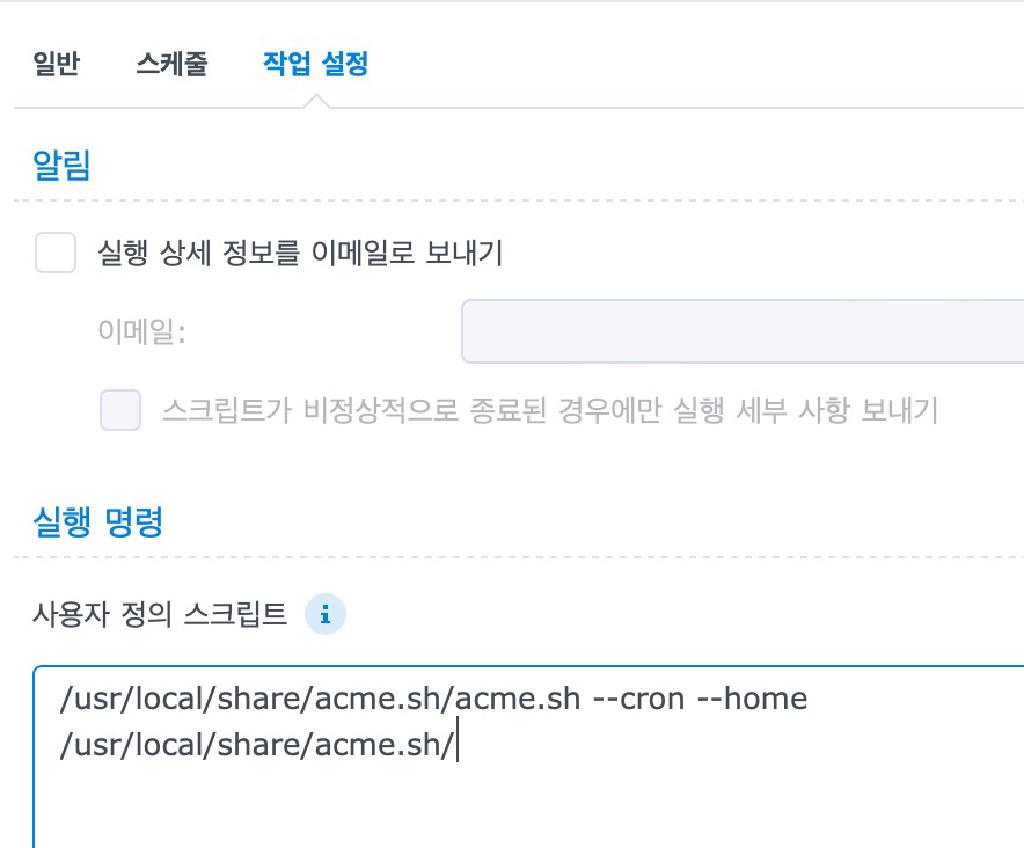 일반 스케줄 작업 설정
알림
실행 상세 정보를 이메일로 보내기
이메일:
스크립트가 비정상적으로 종료된 경우에만 실행 세부 사항 보내기
실행 명령
사용자 정의 스크립트 i
/usr/local/share/acme.sh/acme.sh --cron --home
/usr/local/share/acme.sh/